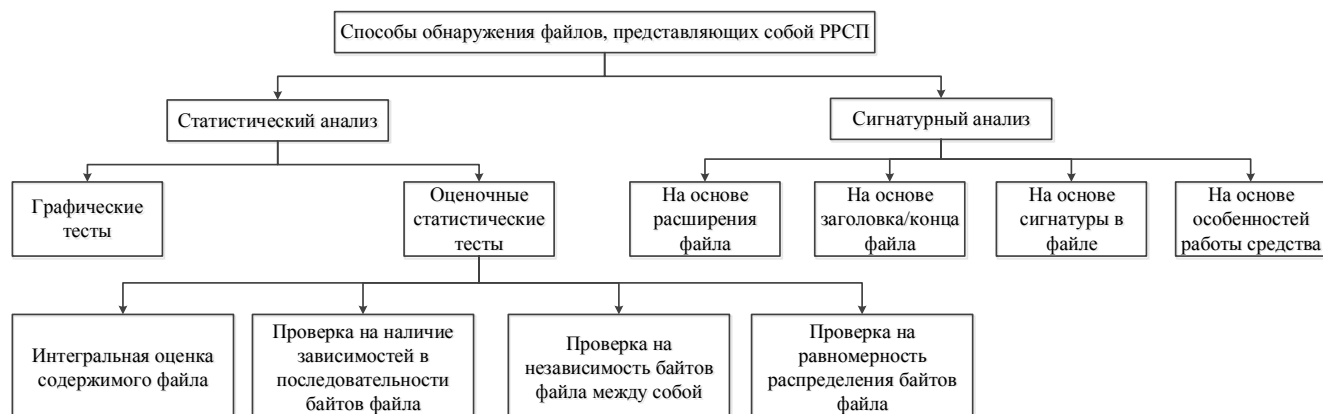 Способы обнаружения файлов, представляющих собой РРСП
Статистический анализ
Сигнатурный анализ
Графические
тесты
Оценочные
статистические
тесты
На основе
расширения
файла
На основе
заголовка/конца
файла
На основе
сигнатуры в
файле
На основе
особенностей
работы средства
Интегральная оценка
содержимого файла
Проверка на наличие
зависимостей в
последовательности
байтов файла
Проверка на
независимость байтов
файла между собой
Проверка на
равномерность
распределения байтов
файла